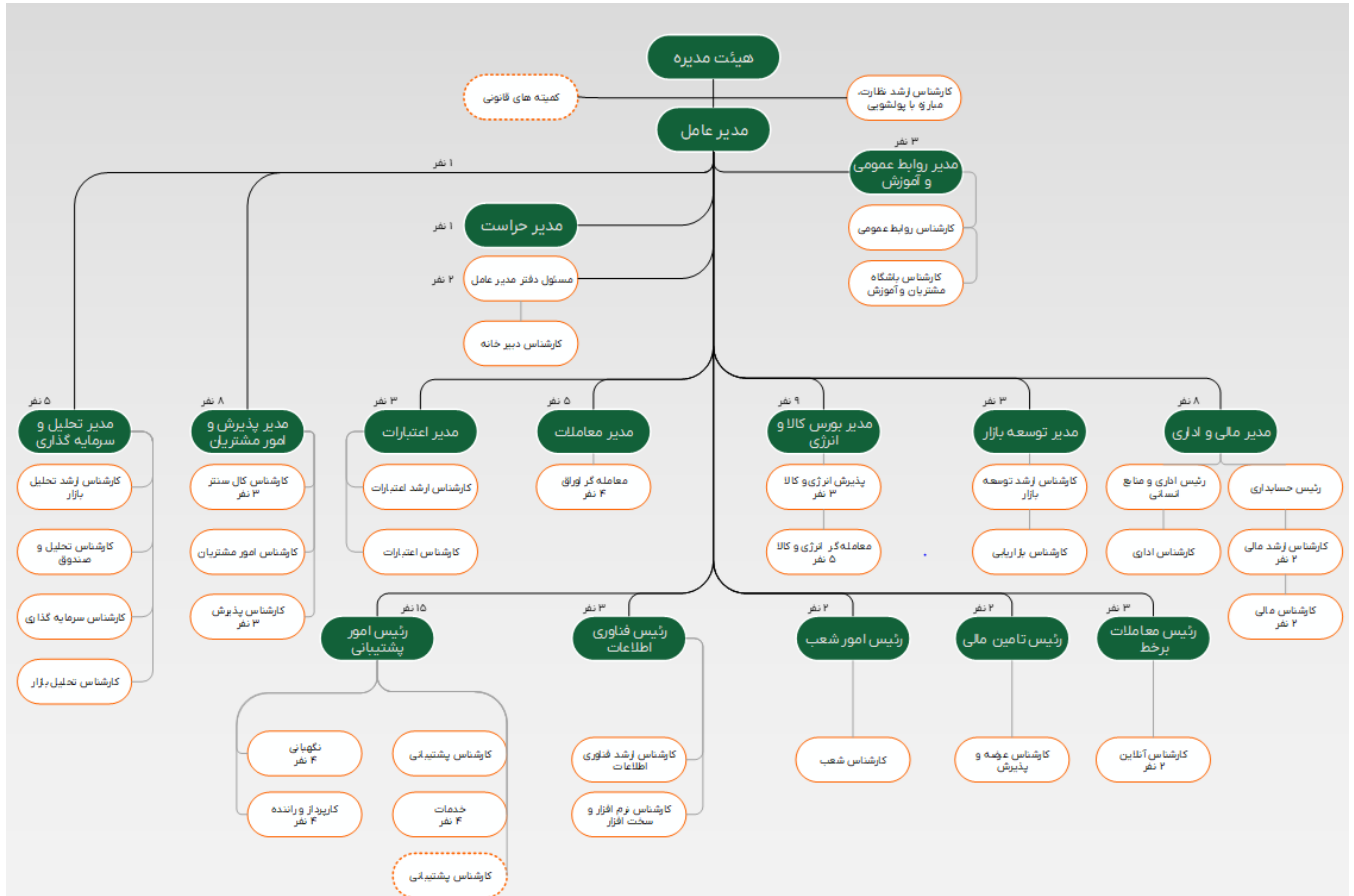 هیئت مدیره
کارشناس ارشد نظارت،
مبارزه با پولشویی
کمیته های قانونی
مدیر عامل
۳ نفر
مدیر روابط عمومی
و آموزش
۱ نفر
کارشناس روابط عمومی
مدیر حراست
۱ نفر
کارشناس باشگاه
مشتریان و آموزش
مسئول دفتر مدیر عامل
۲ نفر
کارشناس دبیر خانه
۸ نفر
مدیر مالی و اداری
رئیس حسابداری
کارشناس ارشد مالی
۲ نفر
کارشناس مالی
۲ نفر
رئیس اداری و منابع
انسانی
کارشناس اداری
۳ نفر
مدیر توسعه بازار
کارشناس ارشد توسعه
بازار
کارشناس بازاریابی
۹ نفر
مدیر بورس کالا و
انرژی
پذیرش انرژی و کالا
۳ نفر
معامله‌گر انرژی و کالا
۵ نفر
۵ نفر
مدیر معاملات
معامله گر اوراق
۴ نفر
۳ نفر
مدیر اعتبارات
کارشناس ارشد اعتبارات
کارشناس اعتبارات
۸ نفر
مدیر پذیرش و
امور مشتریان
کارشناس کال سنتر
۳ نفر
کارشناس امور مشتریان
کارشناس پذیرش
۳ نفر
۵ نفر
مدیر تحلیل و
سرمایه گذاری
کارشناس ارشد تحلیل
بازار
کارشناس تحلیل و
صندوق
کارشناس سرمایه گذاری
کارشناس تحلیل بازار
۳ نفر
رئیس معاملات
برخط
کارشناس آنلاین
۲ نفر
۲ نفر
رئیس تامین مالی
کارشناس عرضه و
پذیرش
۲ نفر
رئیس امور شعب
کارشناس شعب
۳ نفر
رئیس فناوری
اطلاعات
کارشناس ارشد فناوری
اطلاعات
کارشناس نرم افزار و
سخت افزار
۱۵ نفر
رئیس امور
پشتیبانی
کارشناس پشتیبانی
خدمات
۴ نفر
کارشناس پشتیبانی
نگهبانی
۴ نفر
کارپرداز و راننده
۴ نفر